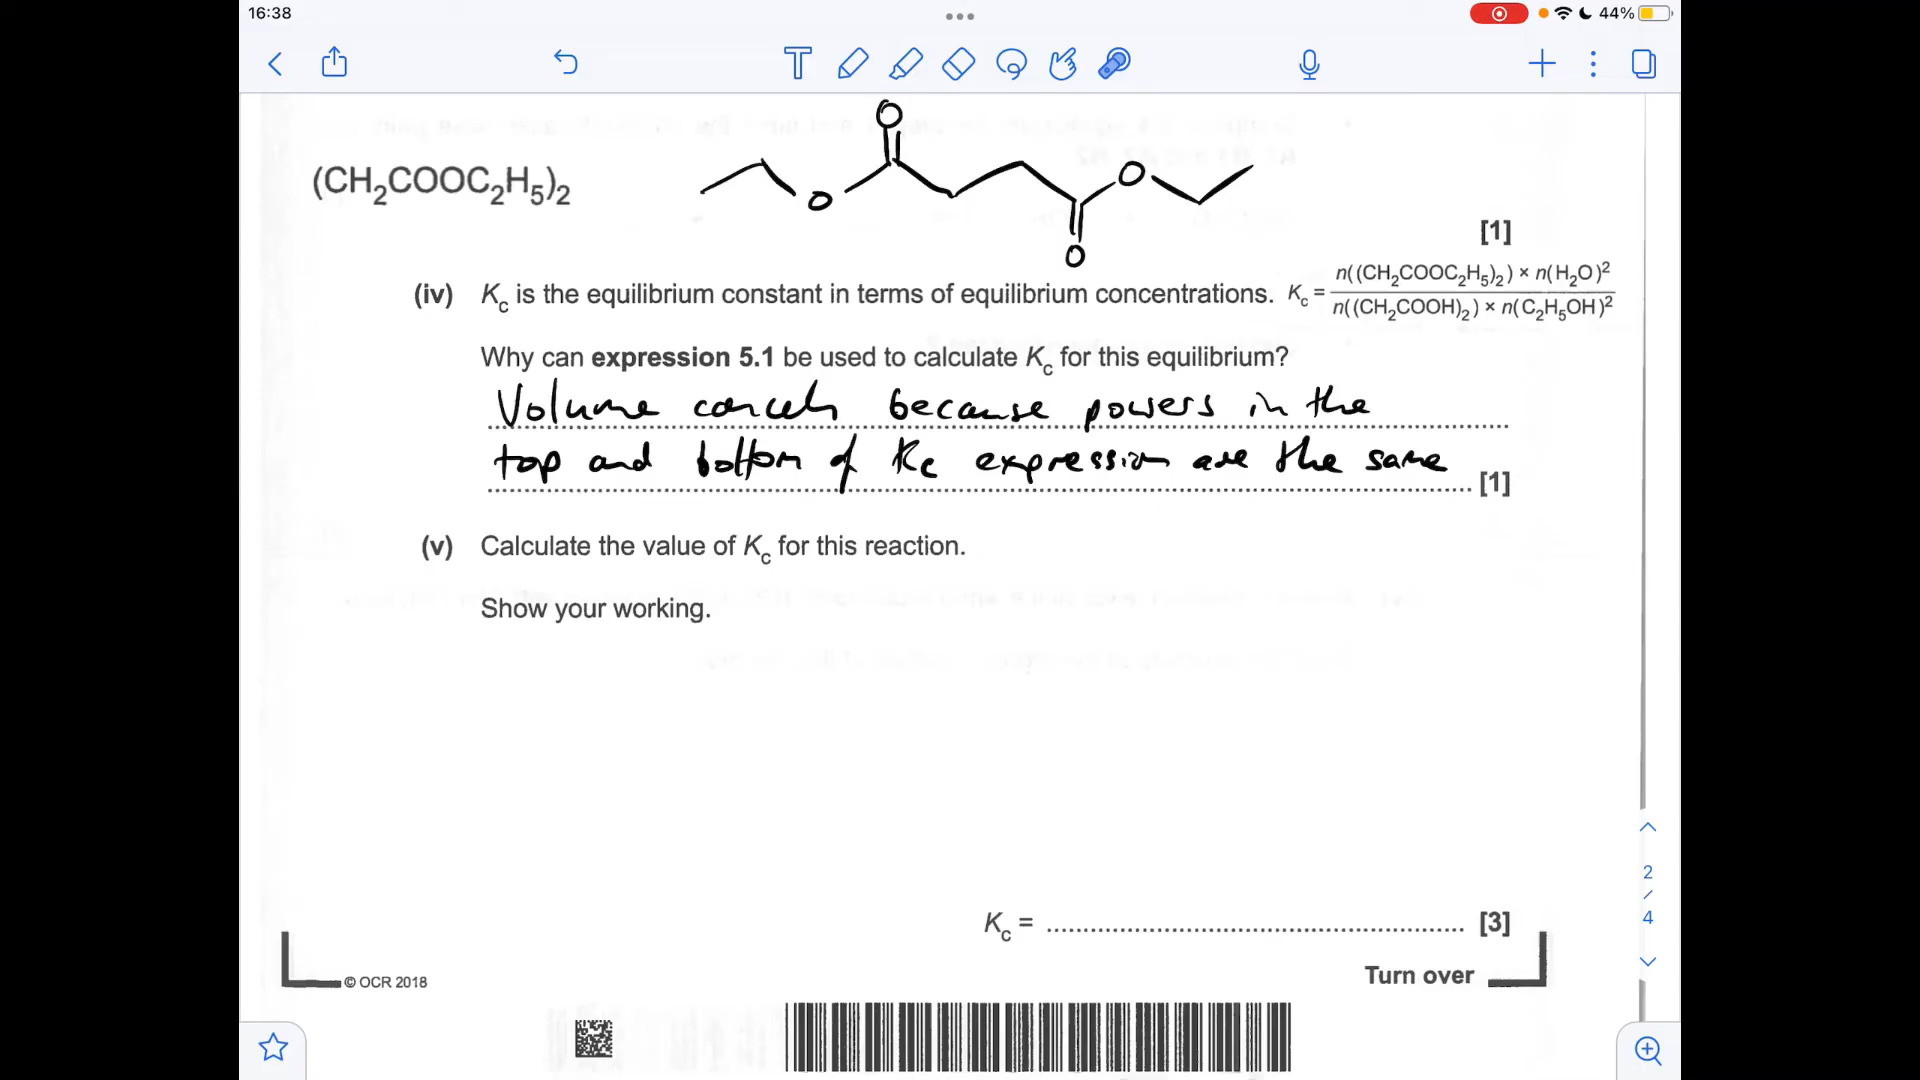 16:38
44%
(CH₂COOC₂H₅)₂
O
O
O
O
[1]
(iv) Kc is the equilibrium constant in terms of equilibrium concentrations. Kc = n((CH₂COOC₂H₅)₂) × n(H₂O)² / n((CH₂COOH)₂) × n(C₂H₅OH)²
Why can expression 5.1 be used to calculate Kc for this equilibrium?
Volume cancels because powers in the
top and bottom of Kc expression are the same
[1]
(v) Calculate the value of Kc for this reaction.
Show your working.
2
/
4
Kc = [3]
Turn over
© OCR 2018